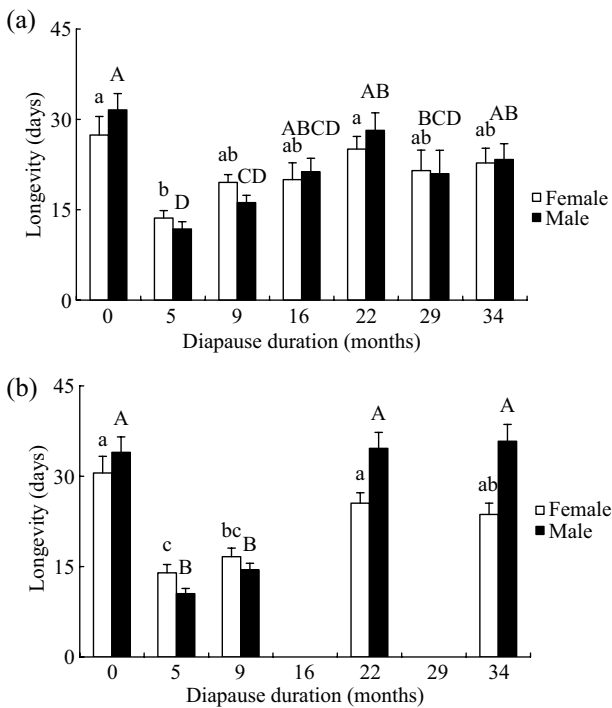 (a)
45
30
15
0
Longevity (days)
a
A
b
D
ab
CD
ab
ABCD
a
AB
ab
BCD
ab
AB
Female
Male
0 5 9 16 22 29 34
Diapause duration (months)
(b)
45
30
15
0
Longevity (days)
a
A
c
B
bc
B
a
A
ab
A
Female
Male
0 5 9 16 22 29 34
Diapause duration (months)